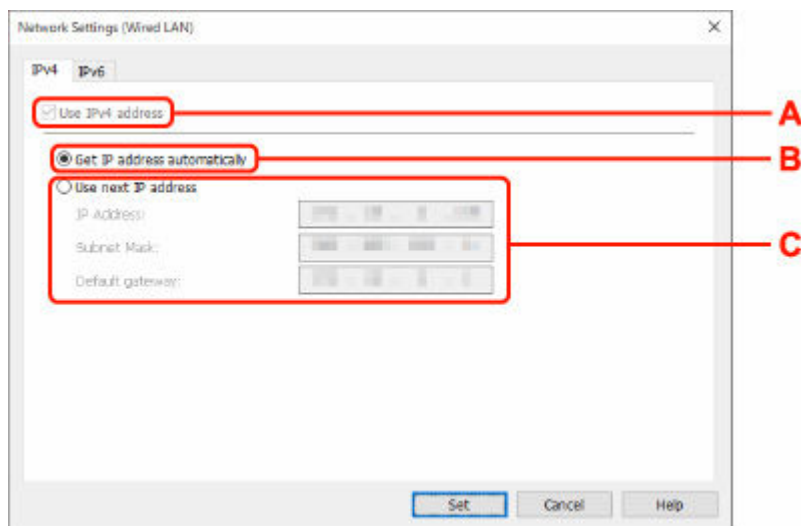 Network Settings (Wired LAN)
IPv4 IPv6
Use IPv4 address
A
Get IP address automatically
B
Use next IP address
IP Address:
Subnet Mask:
C
Default gateway:
Set Cancel Help